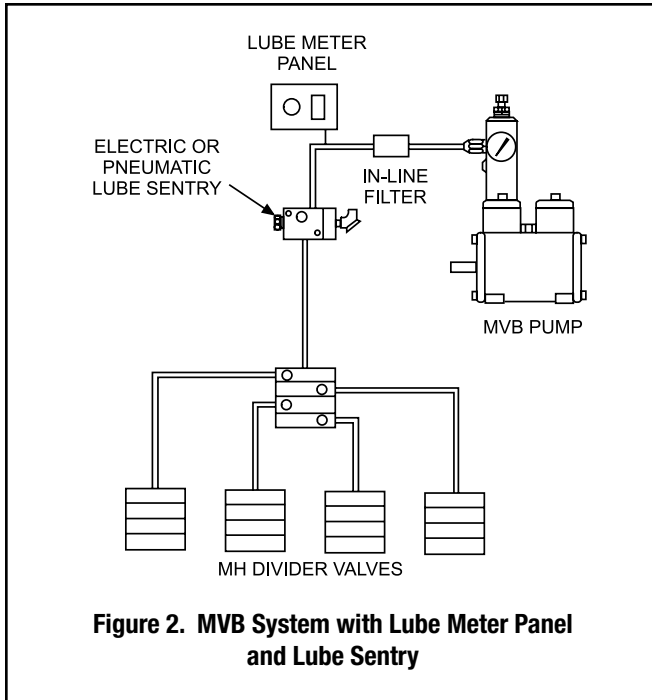 LUBE METER
PANEL
ELECTRIC OR
PNEUMATIC
LUBE SENTRY
IN-LINE
FILTER
MVB PUMP
MH DIVIDER VALVES
Figure 2. MVB System with Lube Meter Panel
and Lube Sentry